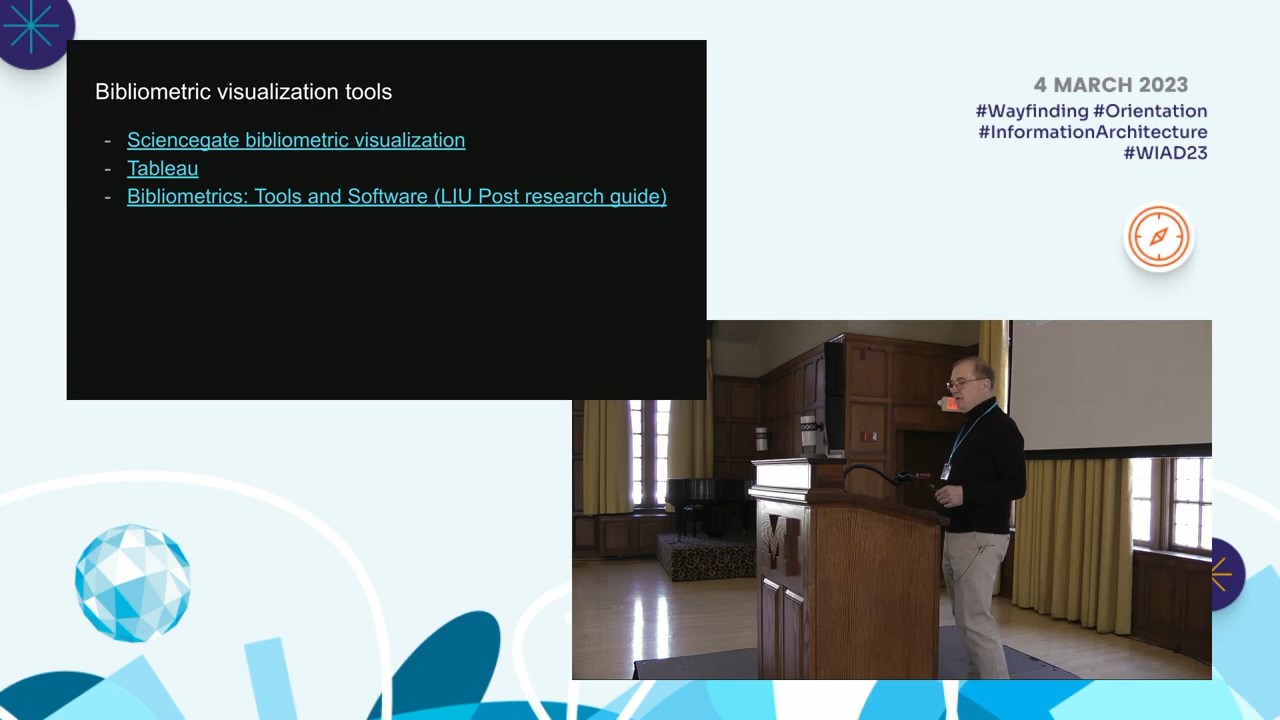 Bibliometric visualization tools
- Sciencegate bibliometric visualization
- Tableau
- Bibliometrics: Tools and Software (LIU Post research guide)
4 MARCH 2023
#Wayfinding #Orientation
#InformationArchitecture
#WIAD23
M